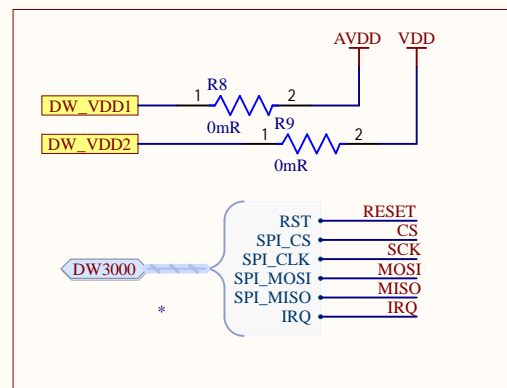 AVDD VDD
R8
DW_VDD1 1 2
0mR R9
DW_VDD2 1 2
0mR
RST RESET
SPI_CS CS
SPI_CLK SCK
DW3000 SPI_MOSI MOSI
SPI_MISO MISO
* IRQ IRQ